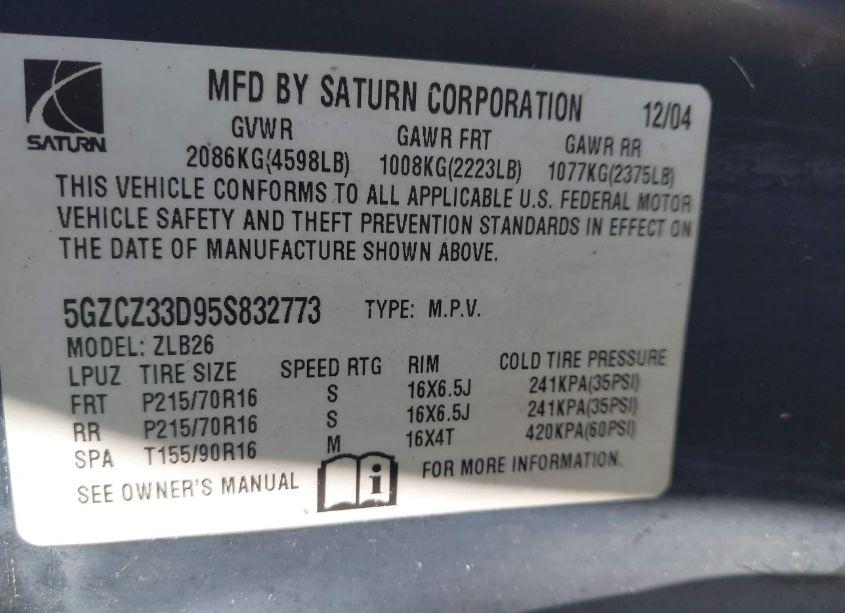 SATURN
MFD BY SATURN CORPORATION 12/04
GVWR GAWR FRT GAWR RR
2086KG(4598LB) 1008KG(2223LB) 1077KG(2375LB)
THIS VEHICLE CONFORMS TO ALL APPLICABLE U.S. FEDERAL MOTOR
VEHICLE SAFETY AND THEFT PREVENTION STANDARDS IN EFFECT ON
THE DATE OF MANUFACTURE SHOWN ABOVE.
5GZCZ33D95S832773 TYPE: M.P.V.
MODEL: ZLB26
LPUZ TIRE SIZE SPEED RTG RIM COLD TIRE PRESSURE
FRT P215/70R16 S 16X6.5J 241KPA(35PSI)
RR P215/70R16 S 16X6.5J 241KPA(35PSI)
SPA T155/90R16 M 16X4T 420KPA(60PSI)
SEE OWNER'S MANUAL i FOR MORE INFORMATION.